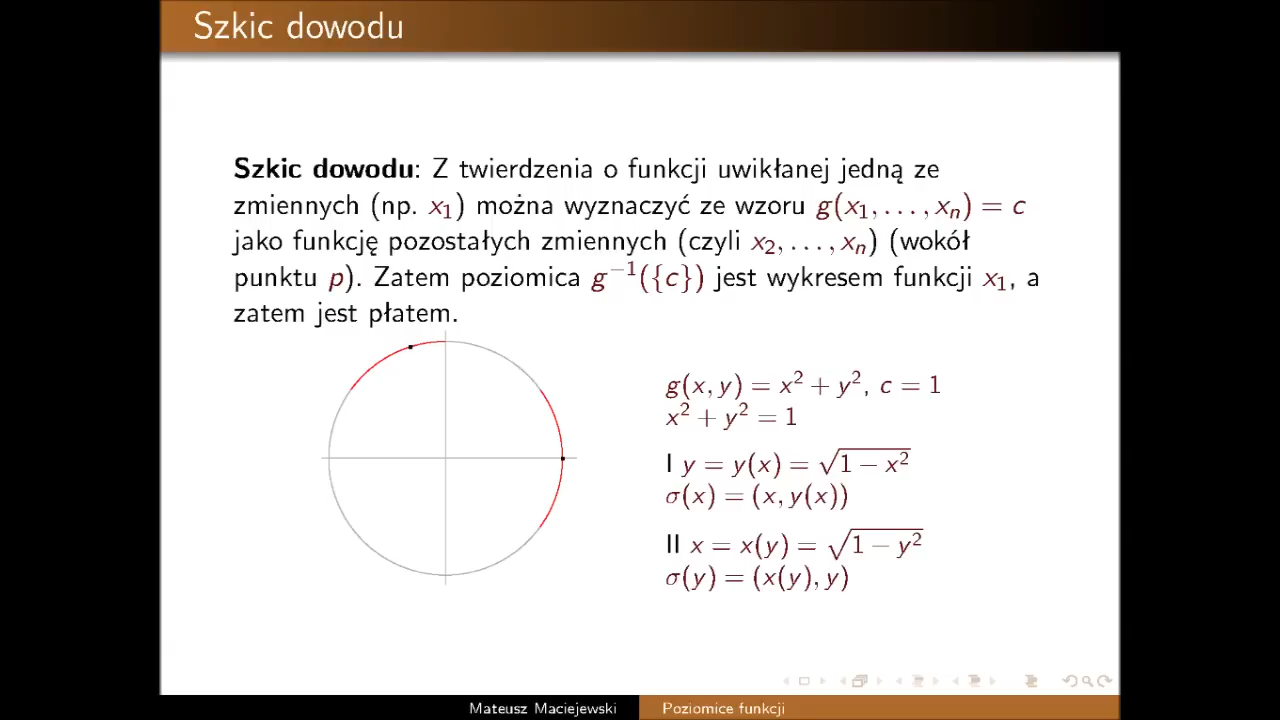 Szkic dowodu
Szkic dowodu: Z twierdzenia o funkcji uwikłanej jedną ze
zmiennych (np. x₁) można wyznaczyć ze wzoru g(x₁, . . . , xₙ) = c
jako funkcję pozostałych zmiennych (czyli x₂, . . . , xₙ) (wokół
punktu p). Zatem poziomica g⁻¹({c}) jest wykresem funkcji x₁, a
zatem jest płatem.
g(x, y) = x² + y², c = 1
x² + y² = 1
I y = y(x) = √(1 − x²)
σ(x) = (x, y(x))
II x = x(y) = √(1 − y²)
σ(y) = (x(y), y)
Mateusz Maciejewski
Poziomice funkcji